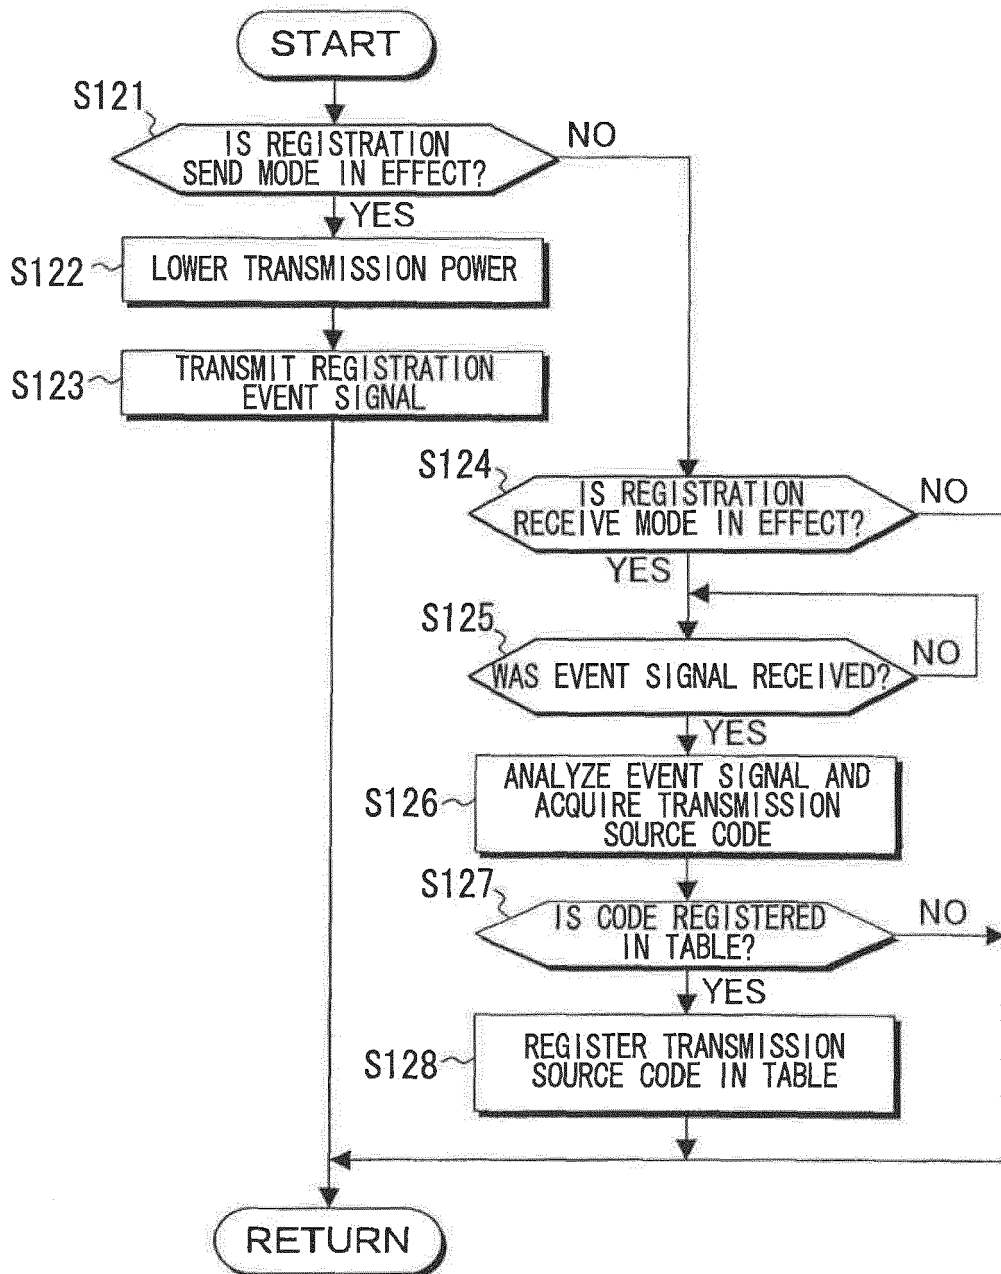 START
S121
IS REGISTRATION
SEND MODE IN EFFECT?
NO
YES
S122
LOWER TRANSMISSION POWER
S123
TRANSMIT REGISTRATION
EVENT SIGNAL
S124
IS REGISTRATION
RECEIVE MODE IN EFFECT?
NO
YES
S125
WAS EVENT SIGNAL RECEIVED?
NO
YES
S126
ANALYZE EVENT SIGNAL AND
ACQUIRE TRANSMISSION
SOURCE CODE
S127
IS CODE REGISTERED
IN TABLE?
NO
YES
S128
REGISTER TRANSMISSION
SOURCE CODE IN TABLE
RETURN